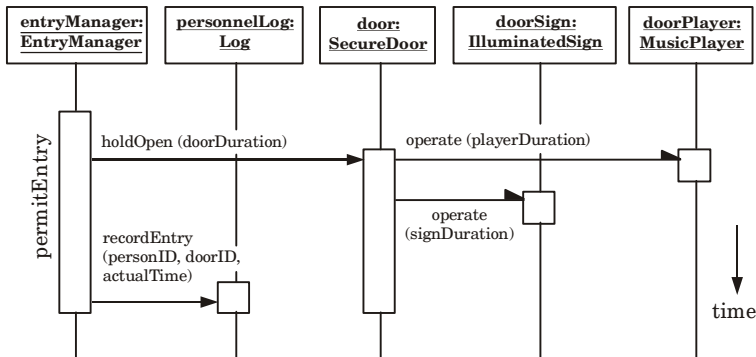 entryManager:
EntryManager
personnelLog:
Log
door:
SecureDoor
doorSign:
IlluminatedSign
doorPlayer:
MusicPlayer
permitEntry
holdOpen (doorDuration)
operate (playerDuration)
operate
(signDuration)
recordEntry
(personID, doorID,
actualTime)
time